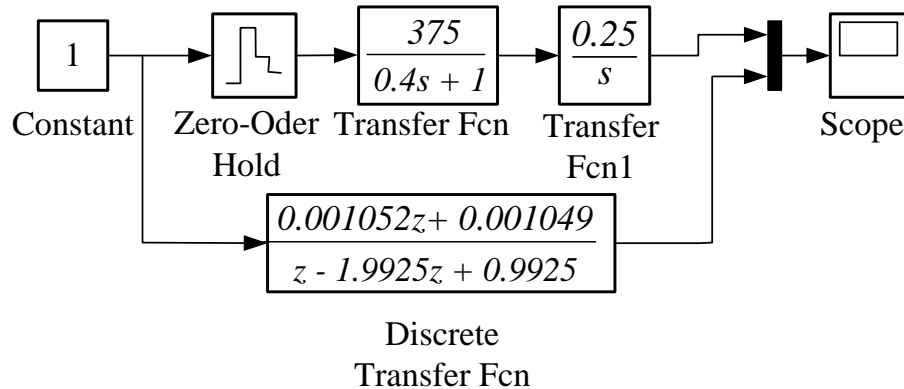 1
Constant
Zero-Oder
Hold
375
0.4s + 1
Transfer Fcn
0.25
s
Transfer
Fcn1
Scope
0.001052z+ 0.001049
z - 1.9925z + 0.9925
Discrete
Transfer Fcn